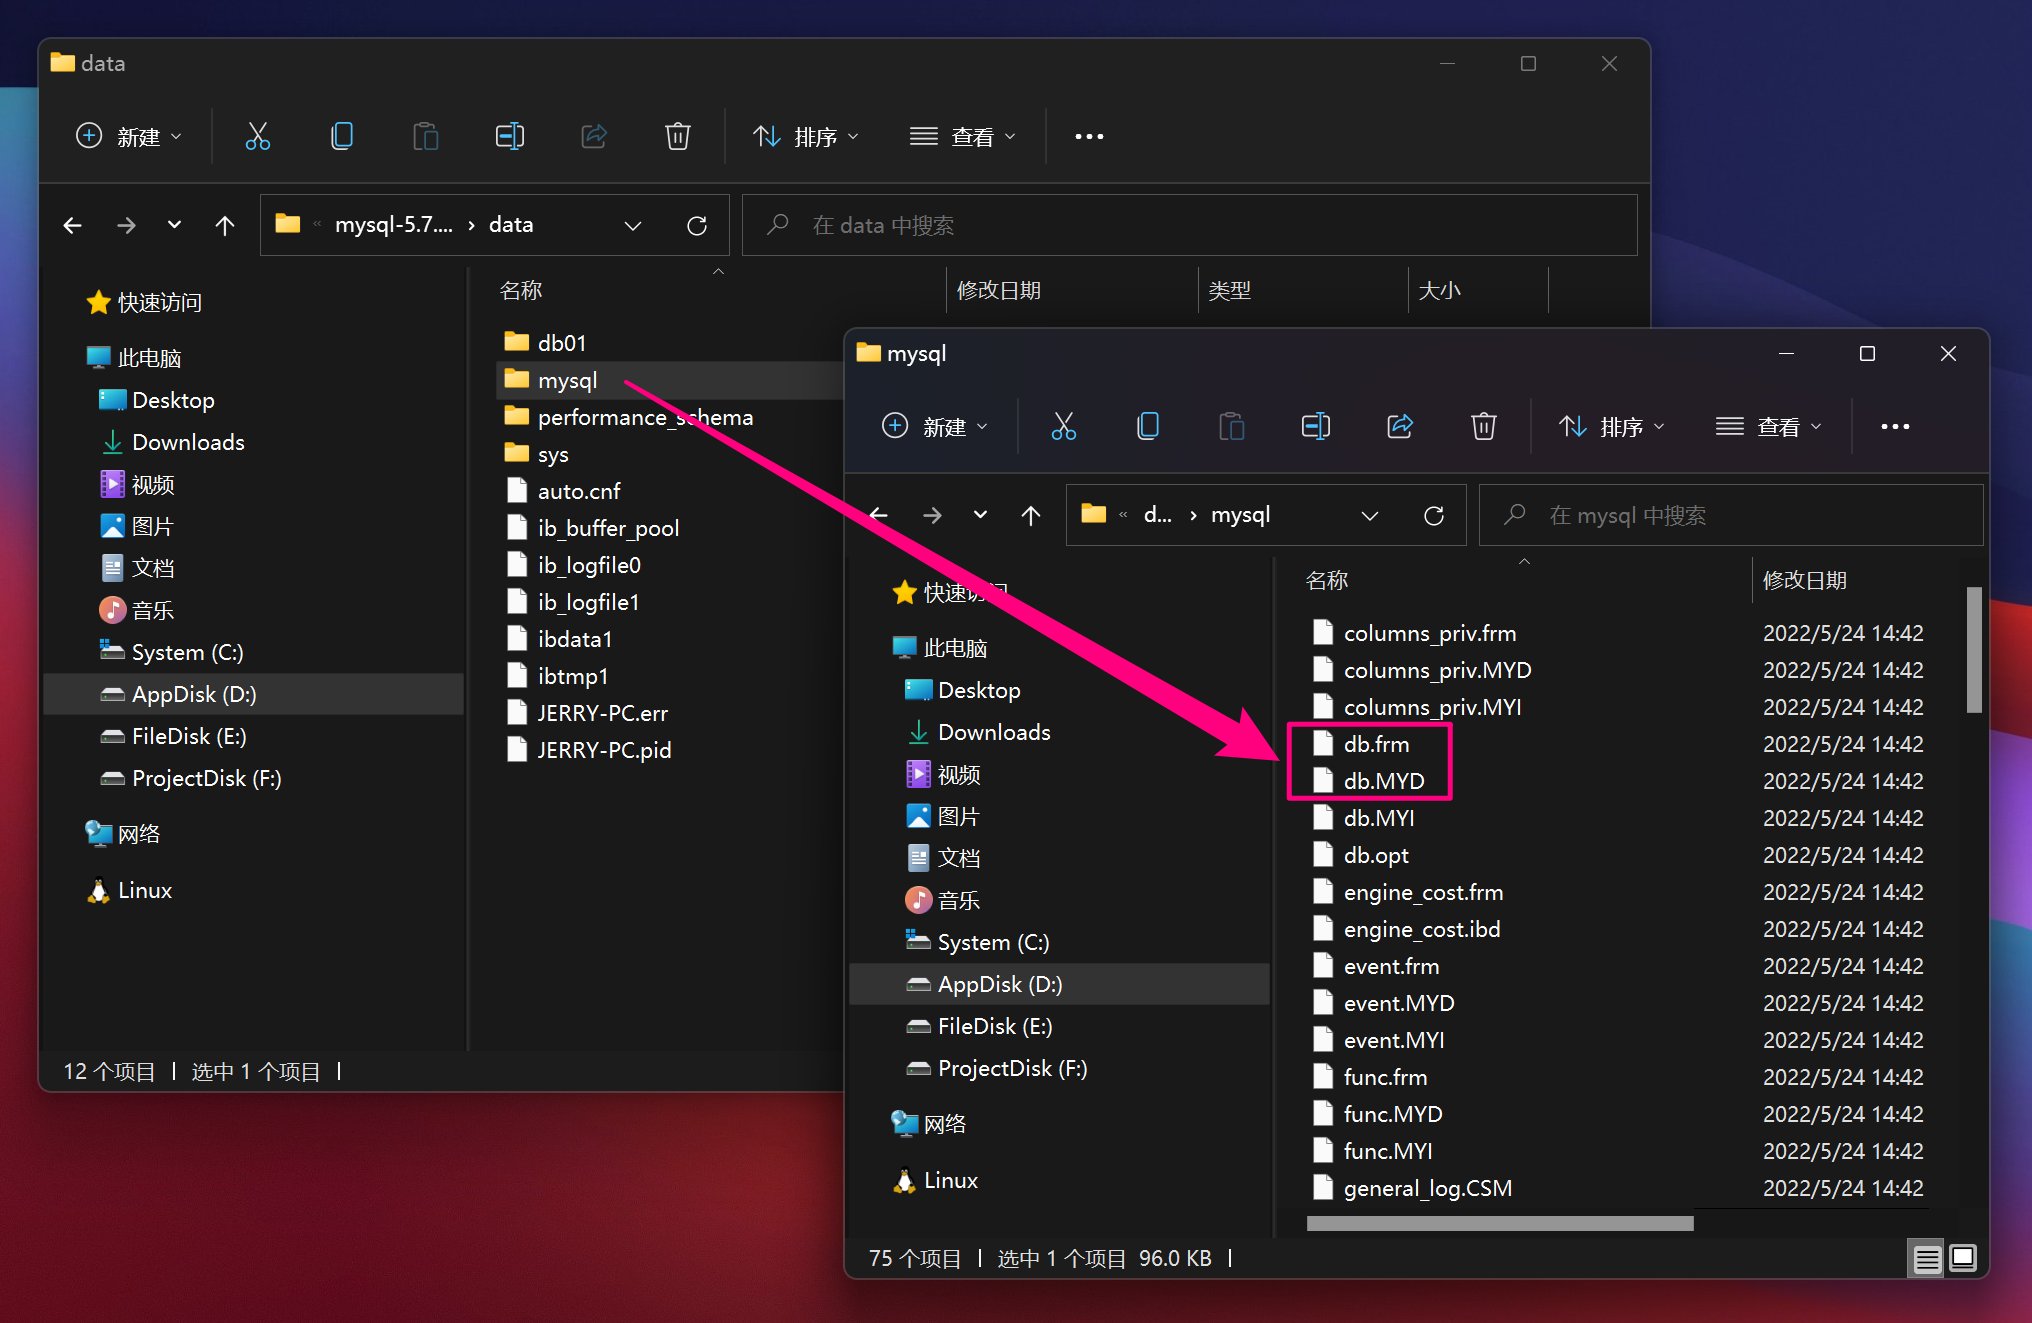 data
新建
排序
查看
« mysql-5.7.... › data
在 data 中搜索
快速访问
此电脑
Desktop
Downloads
视频
图片
文档
音乐
System (C:)
AppDisk (D:)
FileDisk (E:)
ProjectDisk (F:)
网络
Linux
名称 修改日期 类型 大小
db01
mysql
performance_schema
sys
auto.cnf
ib_buffer_pool
ib_logfile0
ib_logfile1
ibdata1
ibtmp1
JERRY-PC.err
JERRY-PC.pid
12 个项目 选中 1 个项目
mysql
新建
排序
查看
« d... › mysql
在 mysql 中搜索
快速访问
此电脑
Desktop
Downloads
视频
图片
文档
音乐
System (C:)
AppDisk (D:)
FileDisk (E:)
ProjectDisk (F:)
网络
Linux
名称 修改日期
columns_priv.frm 2022/5/24 14:42
columns_priv.MYD 2022/5/24 14:42
columns_priv.MYI 2022/5/24 14:42
db.frm 2022/5/24 14:42
db.MYD 2022/5/24 14:42
db.MYI 2022/5/24 14:42
db.opt 2022/5/24 14:42
engine_cost.frm 2022/5/24 14:42
engine_cost.ibd 2022/5/24 14:42
event.frm 2022/5/24 14:42
event.MYD 2022/5/24 14:42
event.MYI 2022/5/24 14:42
func.frm 2022/5/24 14:42
func.MYD 2022/5/24 14:42
func.MYI 2022/5/24 14:42
general_log.CSM 2022/5/24 14:42
75 个项目 选中 1 个项目 96.0 KB